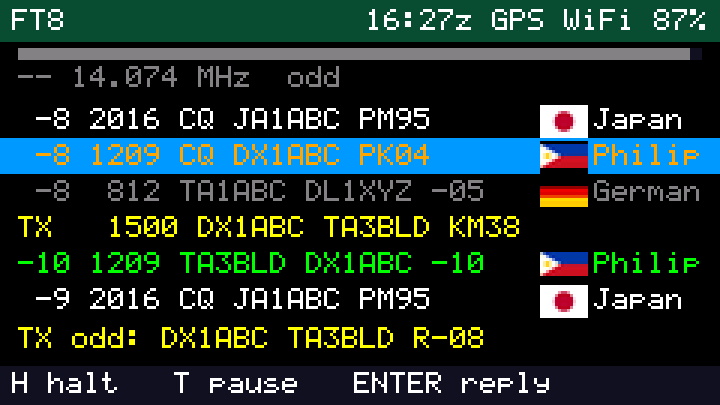 FT8 16:27z GPS WiFi 87%
-- 14.074 MHz odd
-8 2016 CQ JA1ABC PM95 Japan
-8 1209 CQ DX1ABC PK04 Philip
-8 812 TA1ABC DL1XYZ -05 German
TX 1500 DX1ABC TA3BLD KM38
-10 1209 TA3BLD DX1ABC -10 Philip
-9 2016 CQ JA1ABC PM95 Japan
TX odd: DX1ABC TA3BLD R-08
H halt T pause ENTER reply